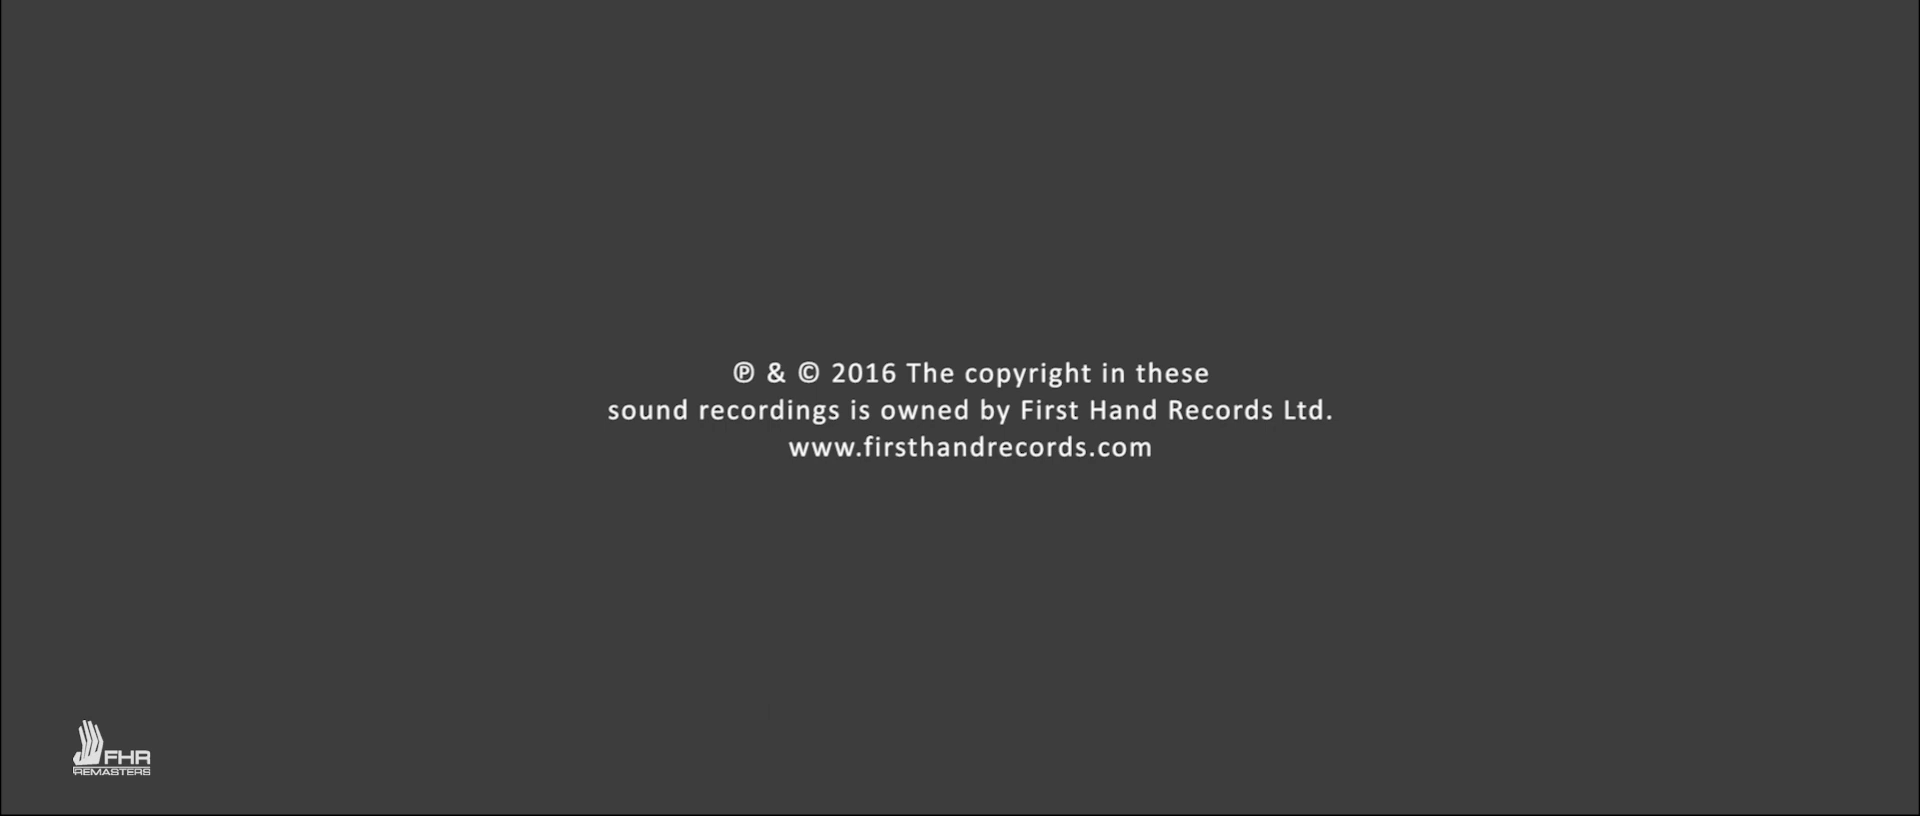 ℗ & © 2016 The copyright in these
sound recordings is owned by First Hand Records Ltd.
www.firsthandrecords.com
FHR
REMASTERS